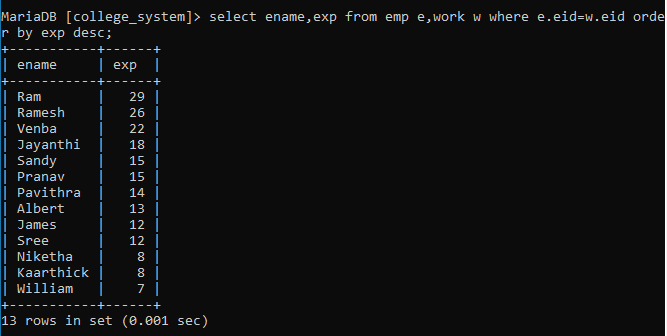 MariaDB [college_system]> select ename,exp from emp e,work w where e.eid=w.eid orde
r by exp desc;
+-----------+------+
| ename     | exp  |
+-----------+------+
| Ram       |   29 |
| Ramesh    |   26 |
| Venba     |   22 |
| Jayanthi  |   18 |
| Sandy     |   15 |
| Pranav    |   15 |
| Pavithra  |   14 |
| Albert    |   13 |
| James     |   12 |
| Sree      |   12 |
| Niketha   |    8 |
| Kaarthick |    8 |
| William   |    7 |
+-----------+------+
13 rows in set (0.001 sec)